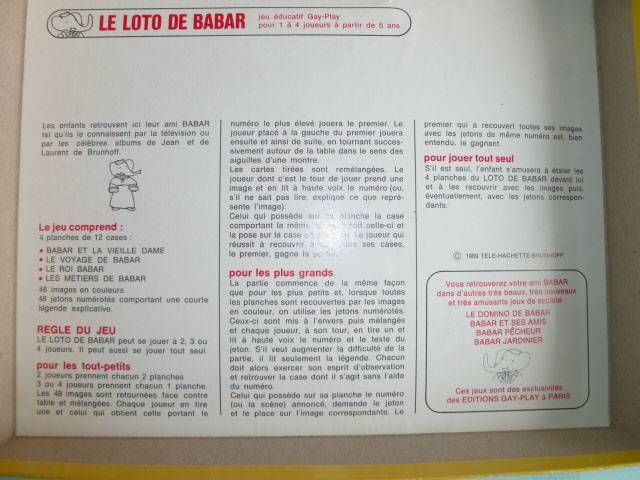 LE LOTO DE BABAR
jeu éducatif Gay-Play
pour 1 à 4 joueurs à partir de 5 ans
Les enfants retrouvent ici leur ami BABAR
tel qu'ils le connaissent par la télévision ou
par les célèbres albums de Jean et de
Laurent de Brunhoff.
Le jeu comprend :
4 planches de 12 cases :
• BABAR ET LA VIEILLE DAME
• LE VOYAGE DE BABAR
• LE ROI BABAR
• LES METIERS DE BABAR
48 images en couleurs
48 jetons numérotés comportant une courte
légende explicative.
REGLE DU JEU
LE LOTO DE BABAR peut se jouer à 2, 3 ou
4 joueurs. Il peut aussi se jouer tout seul.
pour les tout-petits
2 joueurs prennent chacun 2 planches
3 ou 4 joueurs prennent chacun 1 planche.
Les 48 images sont retournées face contre
table et mélangées. Chaque joueur en tire
une et celui qui obtient celle portant le
numéro le plus élevé jouera le premier. Le
joueur placé à la gauche du premier jouera
ensuite et ainsi de suite, en tournant succes-
sivement autour de la table dans le sens des
aiguilles d'une montre.
Les cartes tirées sont remélangées. Le
joueur dont c'est le tour de jouer prend une
image et en lit à haute voix le numéro (ou,
s'il ne sait pas lire, explique ce que repré-
sente l'image).
Celui qui possède sur sa planche la case
comportant la même celle-ci et
la pose sur la case Le joueur qui
réussit à recouvrir ses cases,
le premier, gagne la
pour les plus grands
La partie commence de la même façon
que pour les plus petits et, lorsque toutes
les planches sont recouvertes par les images
en couleur, on utilise les jetons numérotés.
Ceux-ci sont mis à l'envers puis mélangés
et chaque joueur, à son tour, en tire un et
lit à haute voix le numéro et le texte du
jeton. S'il veut augmenter la difficulté de la
partie, il lit seulement la légende. Chacun
doit alors exercer son esprit d'observation
et retrouver la case dont il s'agit sans l'aide
du numéro.
Celui qui possède sur sa planche le numéro
(ou la scène) annoncé, demande le jeton
et le place sur l'image correspondante. Le
premier qui a recouvert toutes ses images
avec les jetons de même numéro est, bien
entendu, le gagnant.
pour jouer tout seul
S'il est seul, l'enfant s'amusera à étaler les
4 planches du LOTO DE BABAR devant lui
et à les recouvrir avec les images puis,
éventuellement, avec les jetons correspon-
dants.
© 1969 TELE-HACHETTE-BRUNHOFF
Vous retrouverez votre ami BABAR
dans d'autres très beaux, très nouveaux
et très amusants jeux de société :
LE DOMINO DE BABAR
BABAR ET SES AMIS
BABAR PÊCHEUR
BABAR JARDINIER
Ces jeux sont des exclusivités
des EDITIONS GAY-PLAY à PARIS